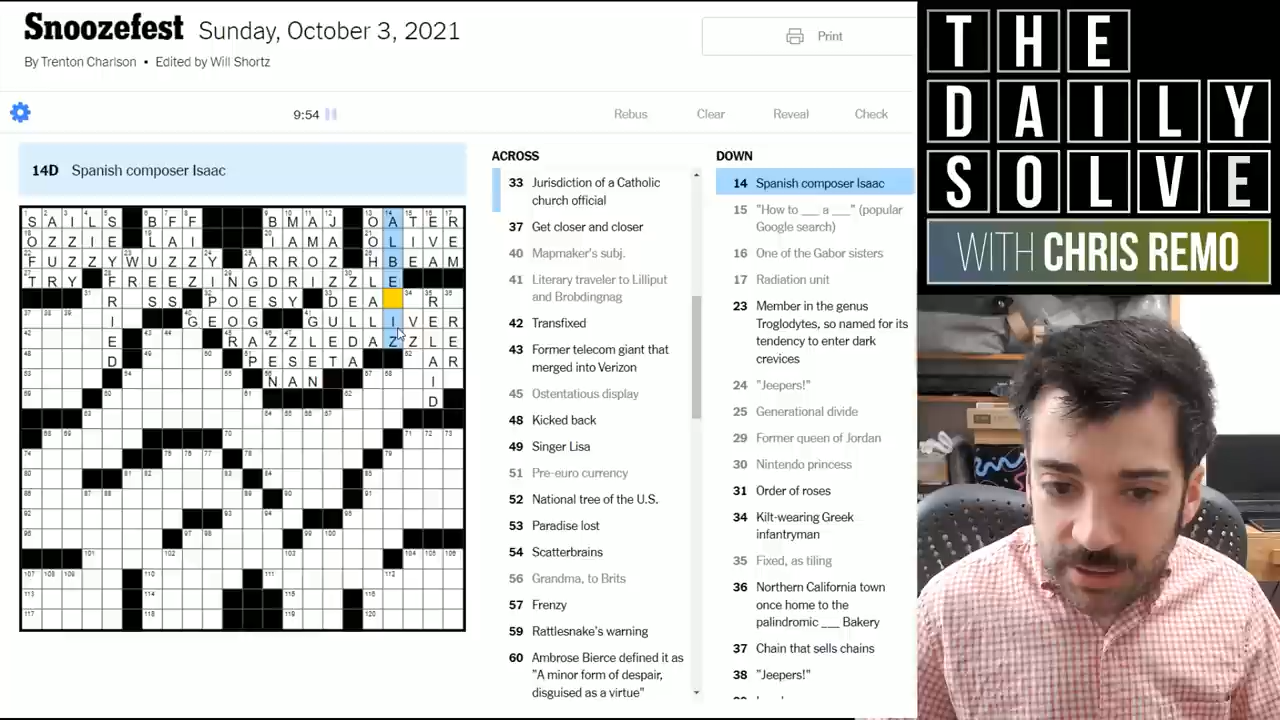 Snoozefest Sunday, October 3, 2021
By Trenton Charlson • Edited by Will Shortz
Print
9:54
Rebus
Clear
Reveal
Check
14D Spanish composer Isaac
SAILS BFF BMAJ OATER
OZZIE LAI IAMA OLIVE
FUZZYWUZZY ARROZ HBEAM
TRY FREEZINGDRIZZLE
R SS POESY DEA R
I GEOG GULLIVER
E RAZZLEDAZZLE
D PESETA AR
NAN I
D
ACROSS
33 Jurisdiction of a Catholic
church official
37 Get closer and closer
40 Mapmaker's subj.
41 Literary traveler to Lilliput
and Brobdingnag
42 Transfixed
43 Former telecom giant that
merged into Verizon
45 Ostentatious display
48 Kicked back
49 Singer Lisa
51 Pre-euro currency
52 National tree of the U.S.
53 Paradise lost
54 Scatterbrains
56 Grandma, to Brits
57 Frenzy
59 Rattlesnake's warning
60 Ambrose Bierce defined it as
"A minor form of despair,
disguised as a virtue"
DOWN
14 Spanish composer Isaac
15 "How to ___ a ___" (popular
Google search)
16 One of the Gabor sisters
17 Radiation unit
23 Member in the genus
Troglodytes, so named for its
tendency to enter dark
crevices
24 "Jeepers!"
25 Generational divide
29 Former queen of Jordan
30 Nintendo princess
31 Order of roses
34 Kilt-wearing Greek
infantryman
35 Fixed, as tiling
36 Northern California town
once home to the
palindromic ___ Bakery
37 Chain that sells chains
38 "Jeepers!"
THE
DAILY
SOLVE
WITH CHRIS REMO